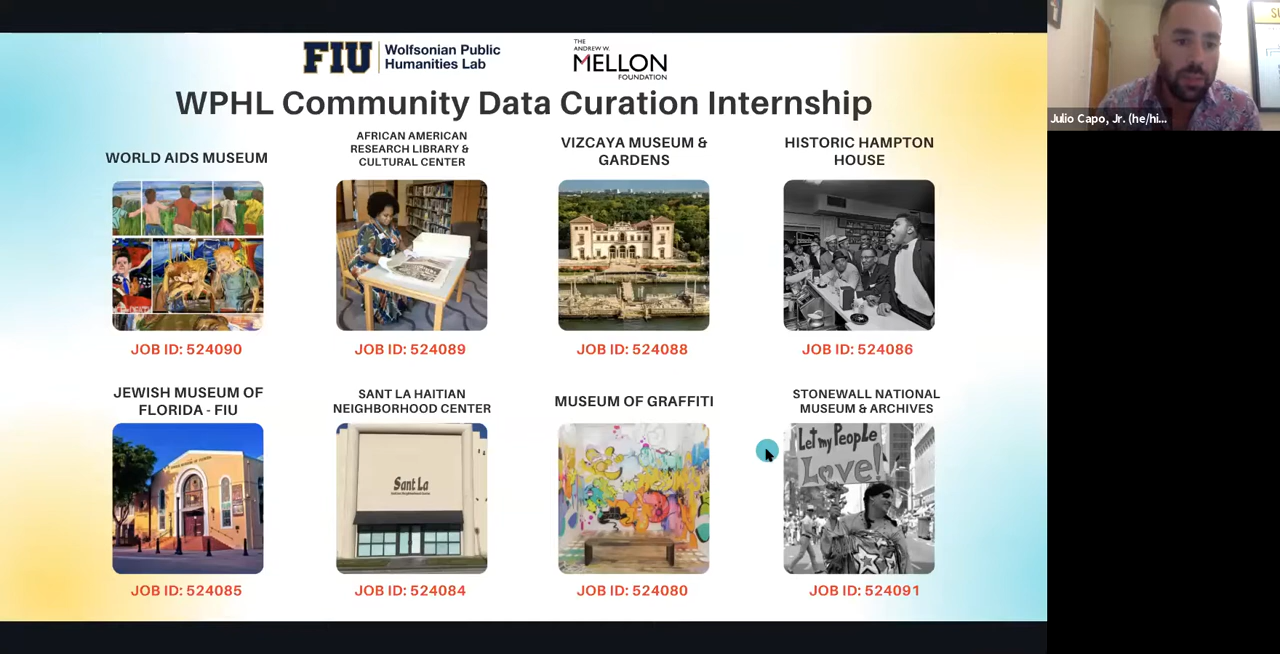 FIU
Wolfsonian Public
Humanities Lab
THE
ANDREW W.
MELLON
FOUNDATION
WPHL Community Data Curation Internship
WORLD AIDS MUSEUM
AFRICAN AMERICAN
RESEARCH LIBRARY &
CULTURAL CENTER
VIZCAYA MUSEUM &
GARDENS
HISTORIC HAMPTON
HOUSE
JOB ID: 524090
JOB ID: 524089
JOB ID: 524088
JOB ID: 524086
JEWISH MUSEUM OF
FLORIDA - FIU
SANT LA HAITIAN
NEIGHBORHOOD CENTER
MUSEUM OF GRAFFITI
STONEWALL NATIONAL
MUSEUM & ARCHIVES
Sant La
Let my People
Love!
JOB ID: 524085
JOB ID: 524084
JOB ID: 524080
JOB ID: 524091
Julio Capo, Jr. (he/hi...